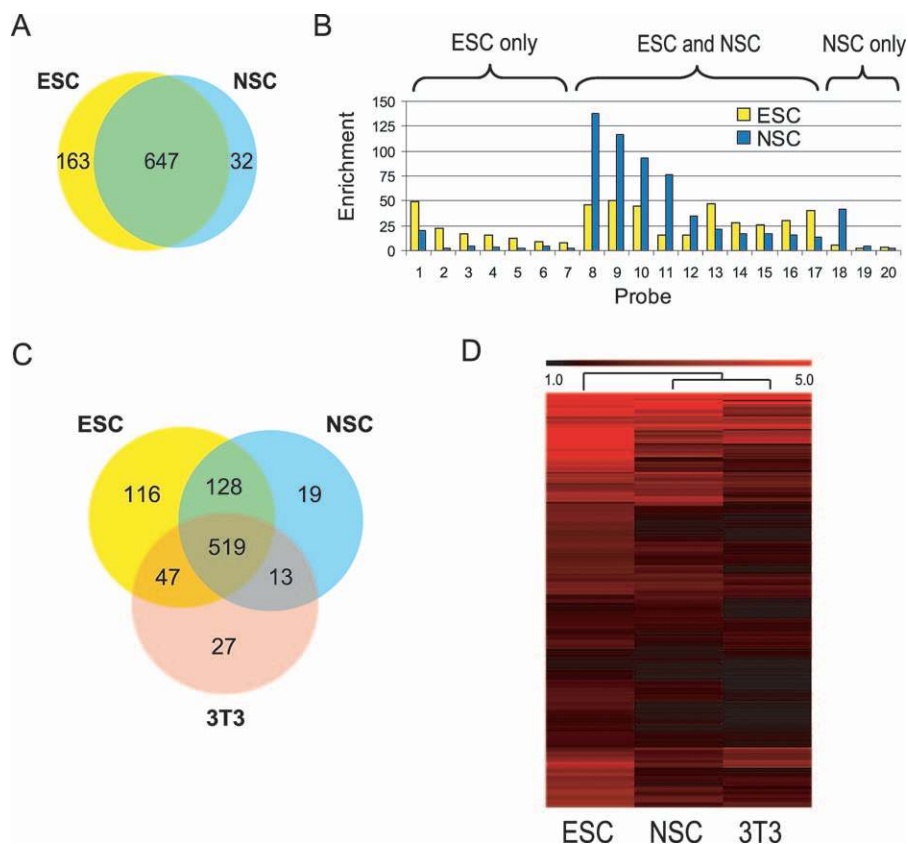 A
ESC
NSC
163
647
32
B
ESC only
ESC and NSC
NSC only
Enrichment
150
125
100
75
50
25
0
ESC
NSC
1 2 3 4 5 6 7 8 9 10 11 12 13 14 15 16 17 18 19 20
Probe
C
ESC
NSC
116
128
19
519
47
13
27
3T3
D
1.0 5.0
ESC NSC 3T3